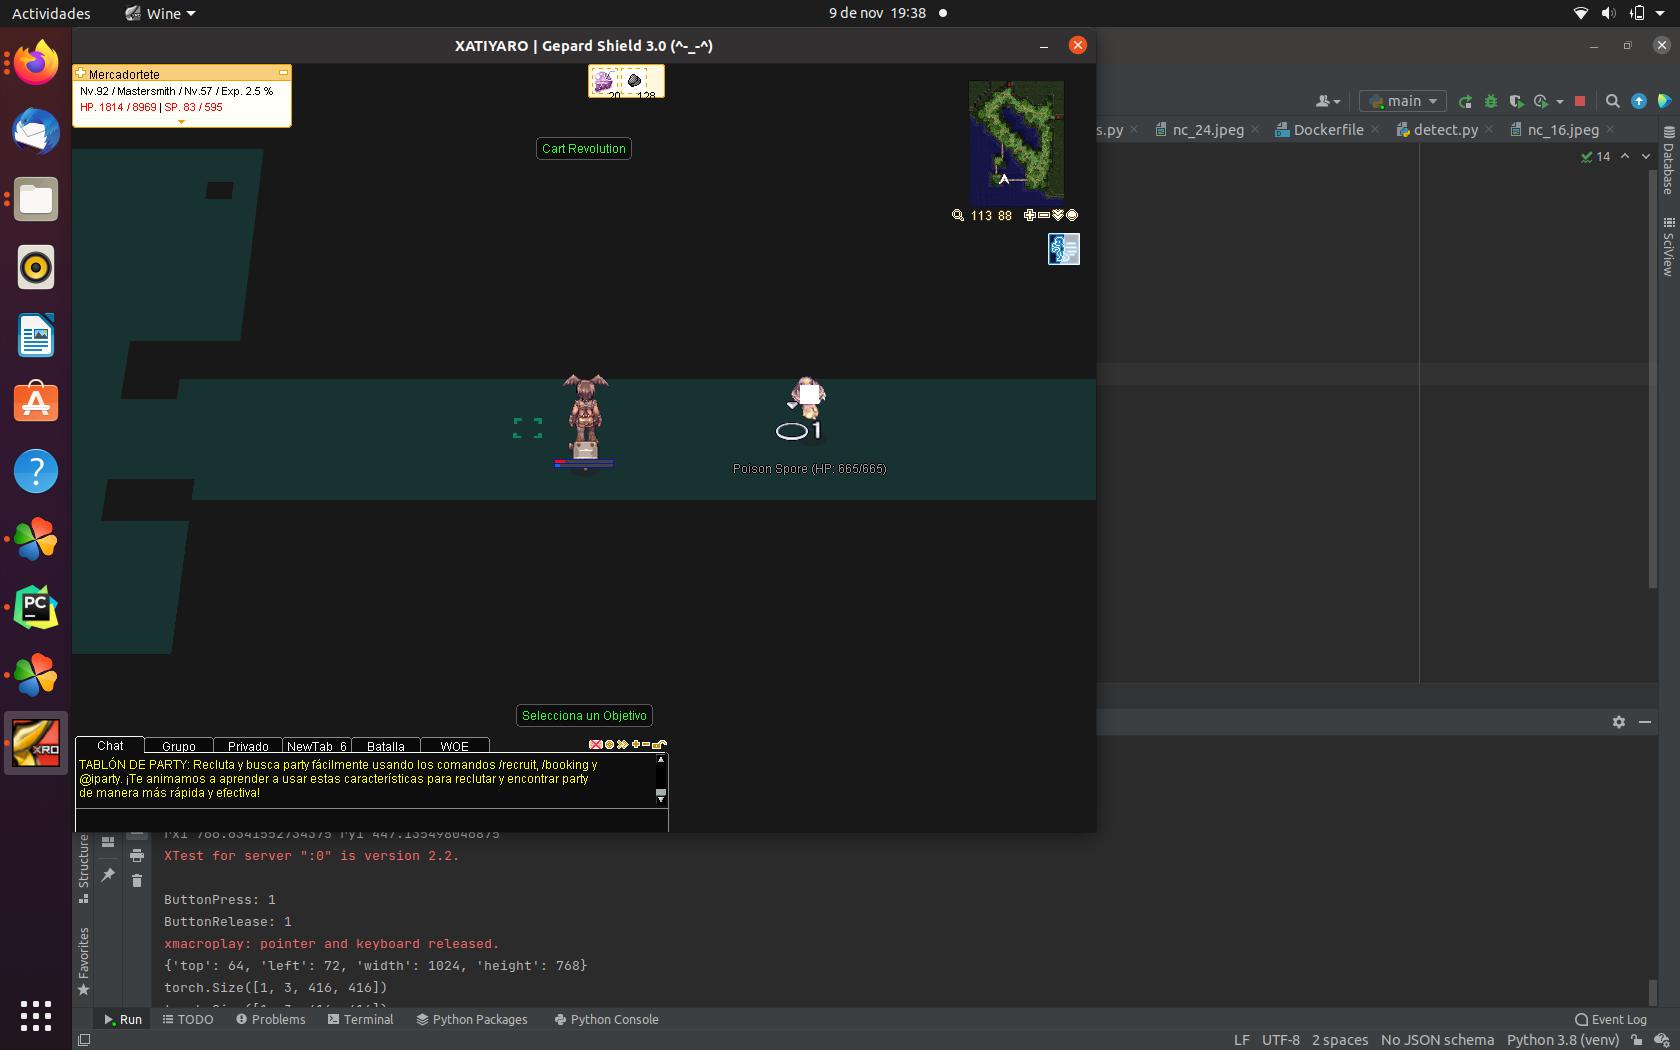 Actividades
Wine
9 de nov 19:38
XATIYARO | Gepard Shield 3.0 (^-_-^)
Mercadortete
Nv.92 / Mastersmith / Nv.57 / Exp. 2.5 %
HP. 1814 / 8969 | SP. 83 / 595
20
128
Cart Revolution
113 88
main
s.py
nc_24.jpeg
Dockerfile
detect.py
nc_16.jpeg
14
Database
SciView
1
Poison Spore (HP: 665/665)
Selecciona un Objetivo
Chat
Grupo
Privado
NewTab 6
Batalla
WOE
TABLÓN DE PARTY: Recluta y busca party fácilmente usando los comandos /recruit, /booking y
@iparty. ¡Te animamos a aprender a usar estas características para reclutar y encontrar party
de manera más rápida y efectiva!
PC
XRO
Structure
Favorites
XTest for server ":0" is version 2.2.
ButtonPress: 1
ButtonRelease: 1
xmacroplay: pointer and keyboard released.
{'top': 64, 'left': 72, 'width': 1024, 'height': 768}
torch.Size([1, 3, 416, 416])
Run
TODO
Problems
Terminal
Python Packages
Python Console
Event Log
LF
UTF-8
2 spaces
No JSON schema
Python 3.8 (venv)